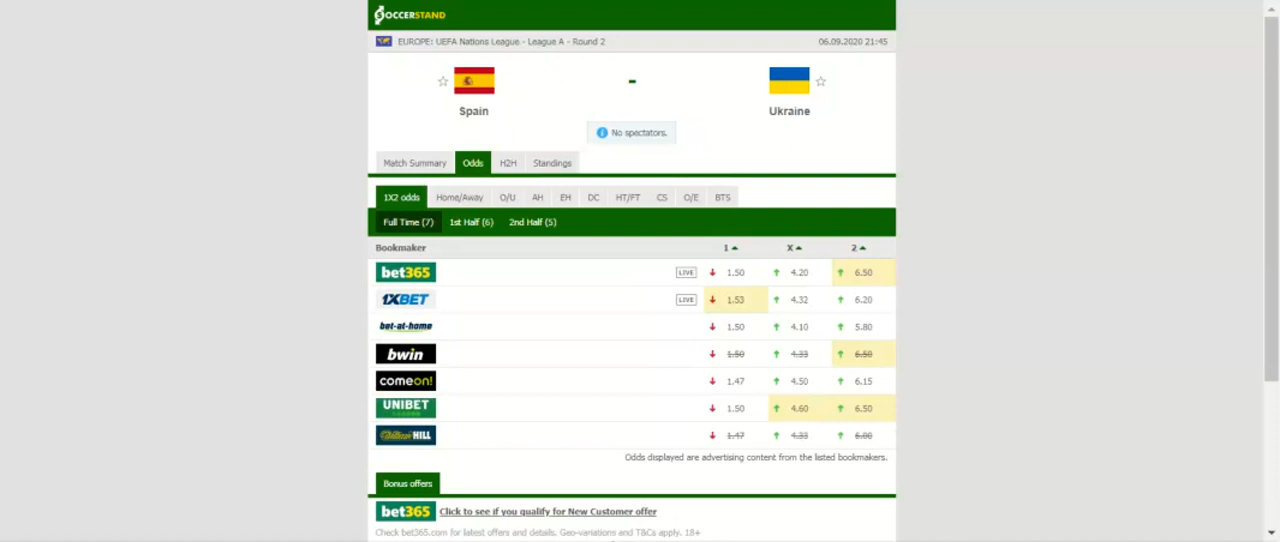 SOCCERSTAND
EUROPE: UEFA Nations League - League A - Round 2 06.09.2020 21:45
-
Spain Ukraine
No spectators.
Match Summary Odds H2H Standings
1X2 odds Home/Away O/U AH EH DC HT/FT CS O/E BTS
Full Time (7) 1st Half (6) 2nd Half (5)
Bookmaker 1 X 2
bet365 LIVE 1.50 4.20 6.50
1XBET LIVE 1.53 4.32 6.20
bet-at-home 1.50 4.10 5.80
bwin 1.50 4.33 6.50
comeon! 1.47 4.50 6.15
UNIBET 1.50 4.60 6.50
William HILL 1.47 4.33 6.00
Odds displayed are advertising content from the listed bookmakers.
Bonus offers
bet365 Click to see if you qualify for New Customer offer
Check bet365.com for latest offers and details. Geo-variations and T&Cs apply. 18+